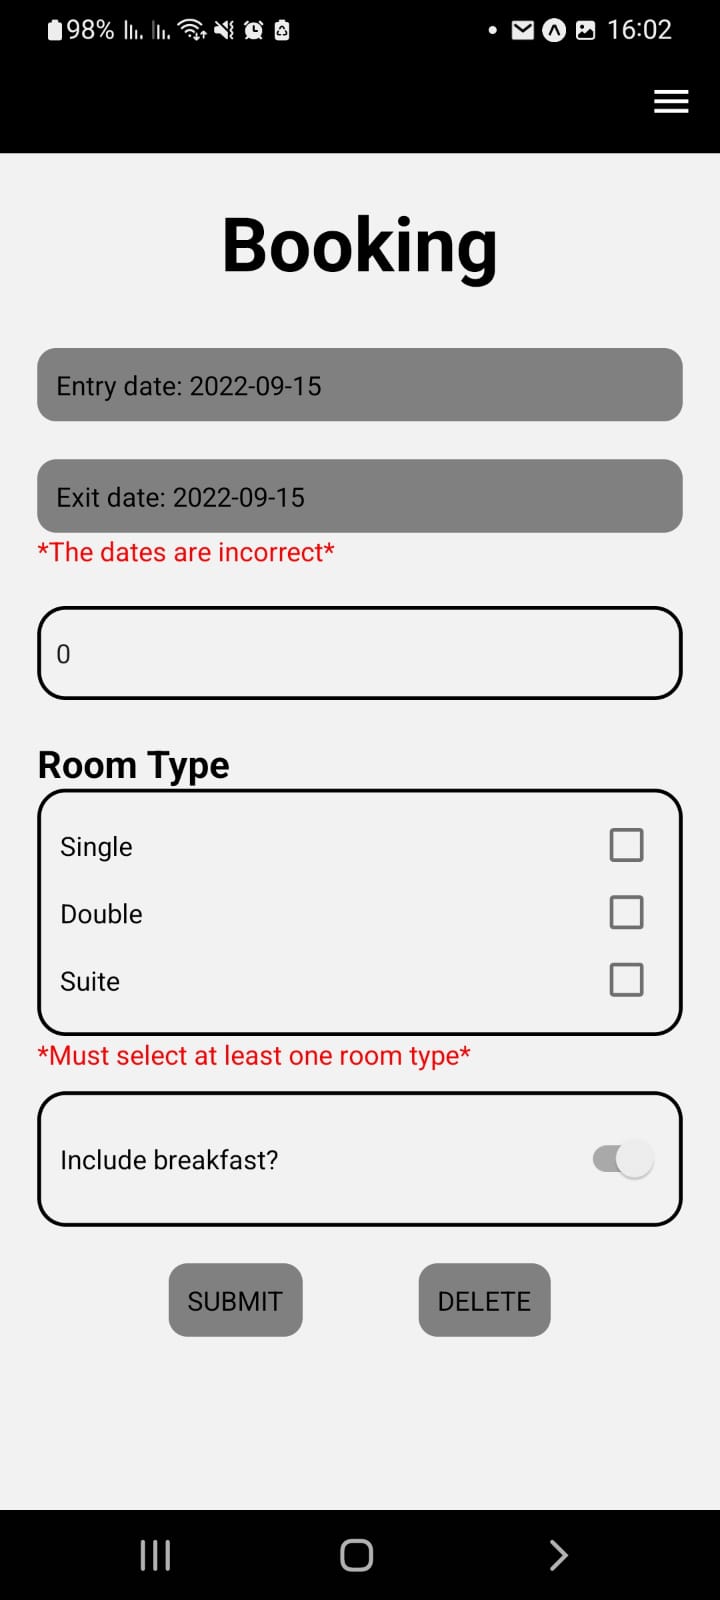 98%
16:02
Booking
Entry date: 2022-09-15
Exit date: 2022-09-15
*The dates are incorrect*
0
Room Type
Single
Double
Suite
*Must select at least one room type*
Include breakfast?
SUBMIT
DELETE